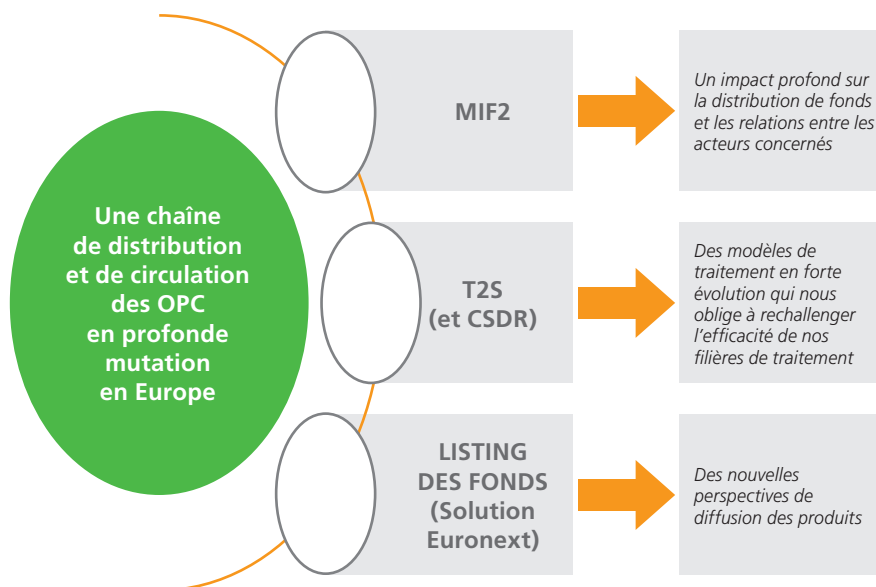 Une chaîne
de distribution
et de circulation
des OPC
en profonde
mutation
en Europe
MIF2
Un impact profond sur
la distribution de fonds
et les relations entre les
acteurs concernés
T2S
(et CSDR)
Des modèles de
traitement en forte
évolution qui nous
oblige à rechallenger
l’efficacité de nos
filières de traitement
LISTING
DES FONDS
(Solution
Euronext)
Des nouvelles
perspectives de
diffusion des produits